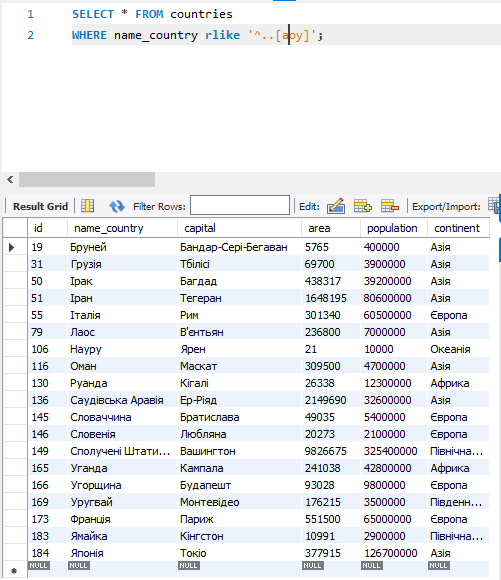 1 SELECT * FROM countries
2 WHERE name_country rlike '^..[аоу]';
Result Grid Filter Rows: Edit: Export/Import:
id name_country capital area population continent
19 Бруней Бандар-Сері-Бегаван 5765 400000 Азія
31 Грузія Тбілісі 69700 3900000 Азія
50 Ірак Багдад 438317 39200000 Азія
51 Іран Тегеран 1648195 80600000 Азія
55 Італія Рим 301340 60500000 Європа
79 Лаос В'єнтьян 236800 7000000 Азія
106 Науру Ярен 21 10000 Океанія
116 Оман Маскат 309500 4700000 Азія
130 Руанда Кігалі 26338 12300000 Африка
136 Саудівська Аравія Ер-Ріяд 2149690 32600000 Азія
145 Словаччина Братислава 49035 5400000 Європа
146 Словенія Любляна 20273 2100000 Європа
149 Сполучені Штати... Вашингтон 9826675 325400000 Північна...
165 Уганда Кампала 241038 42800000 Африка
166 Угорщина Будапешт 93028 9800000 Європа
169 Уругвай Монтевідео 176215 3500000 Південн...
173 Франція Париж 551500 65000000 Європа
183 Ямайка Кінгстон 10991 2900000 Північна...
184 Японія Токіо 377915 126700000 Азія
NULL NULL NULL NULL NULL NULL